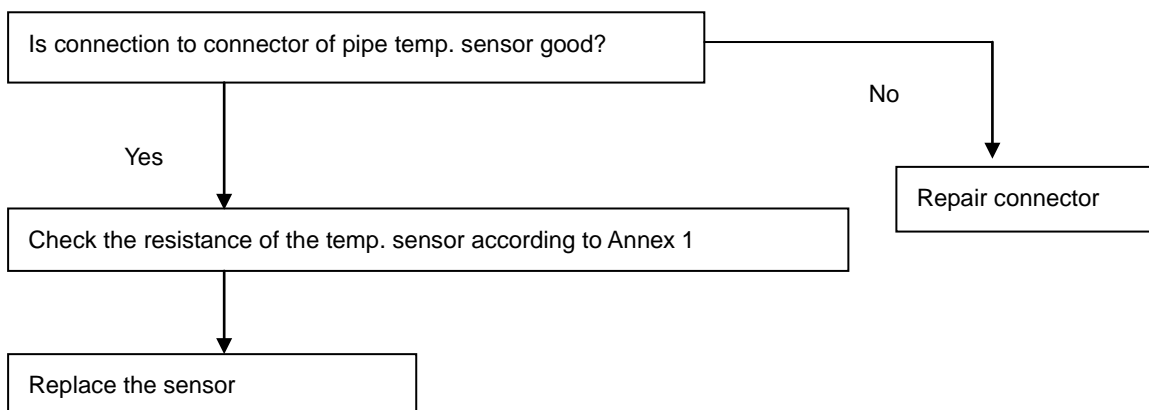 Is connection to connector of pipe temp. sensor good?
No
Yes
Repair connector
Check the resistance of the temp. sensor according to Annex 1
Replace the sensor